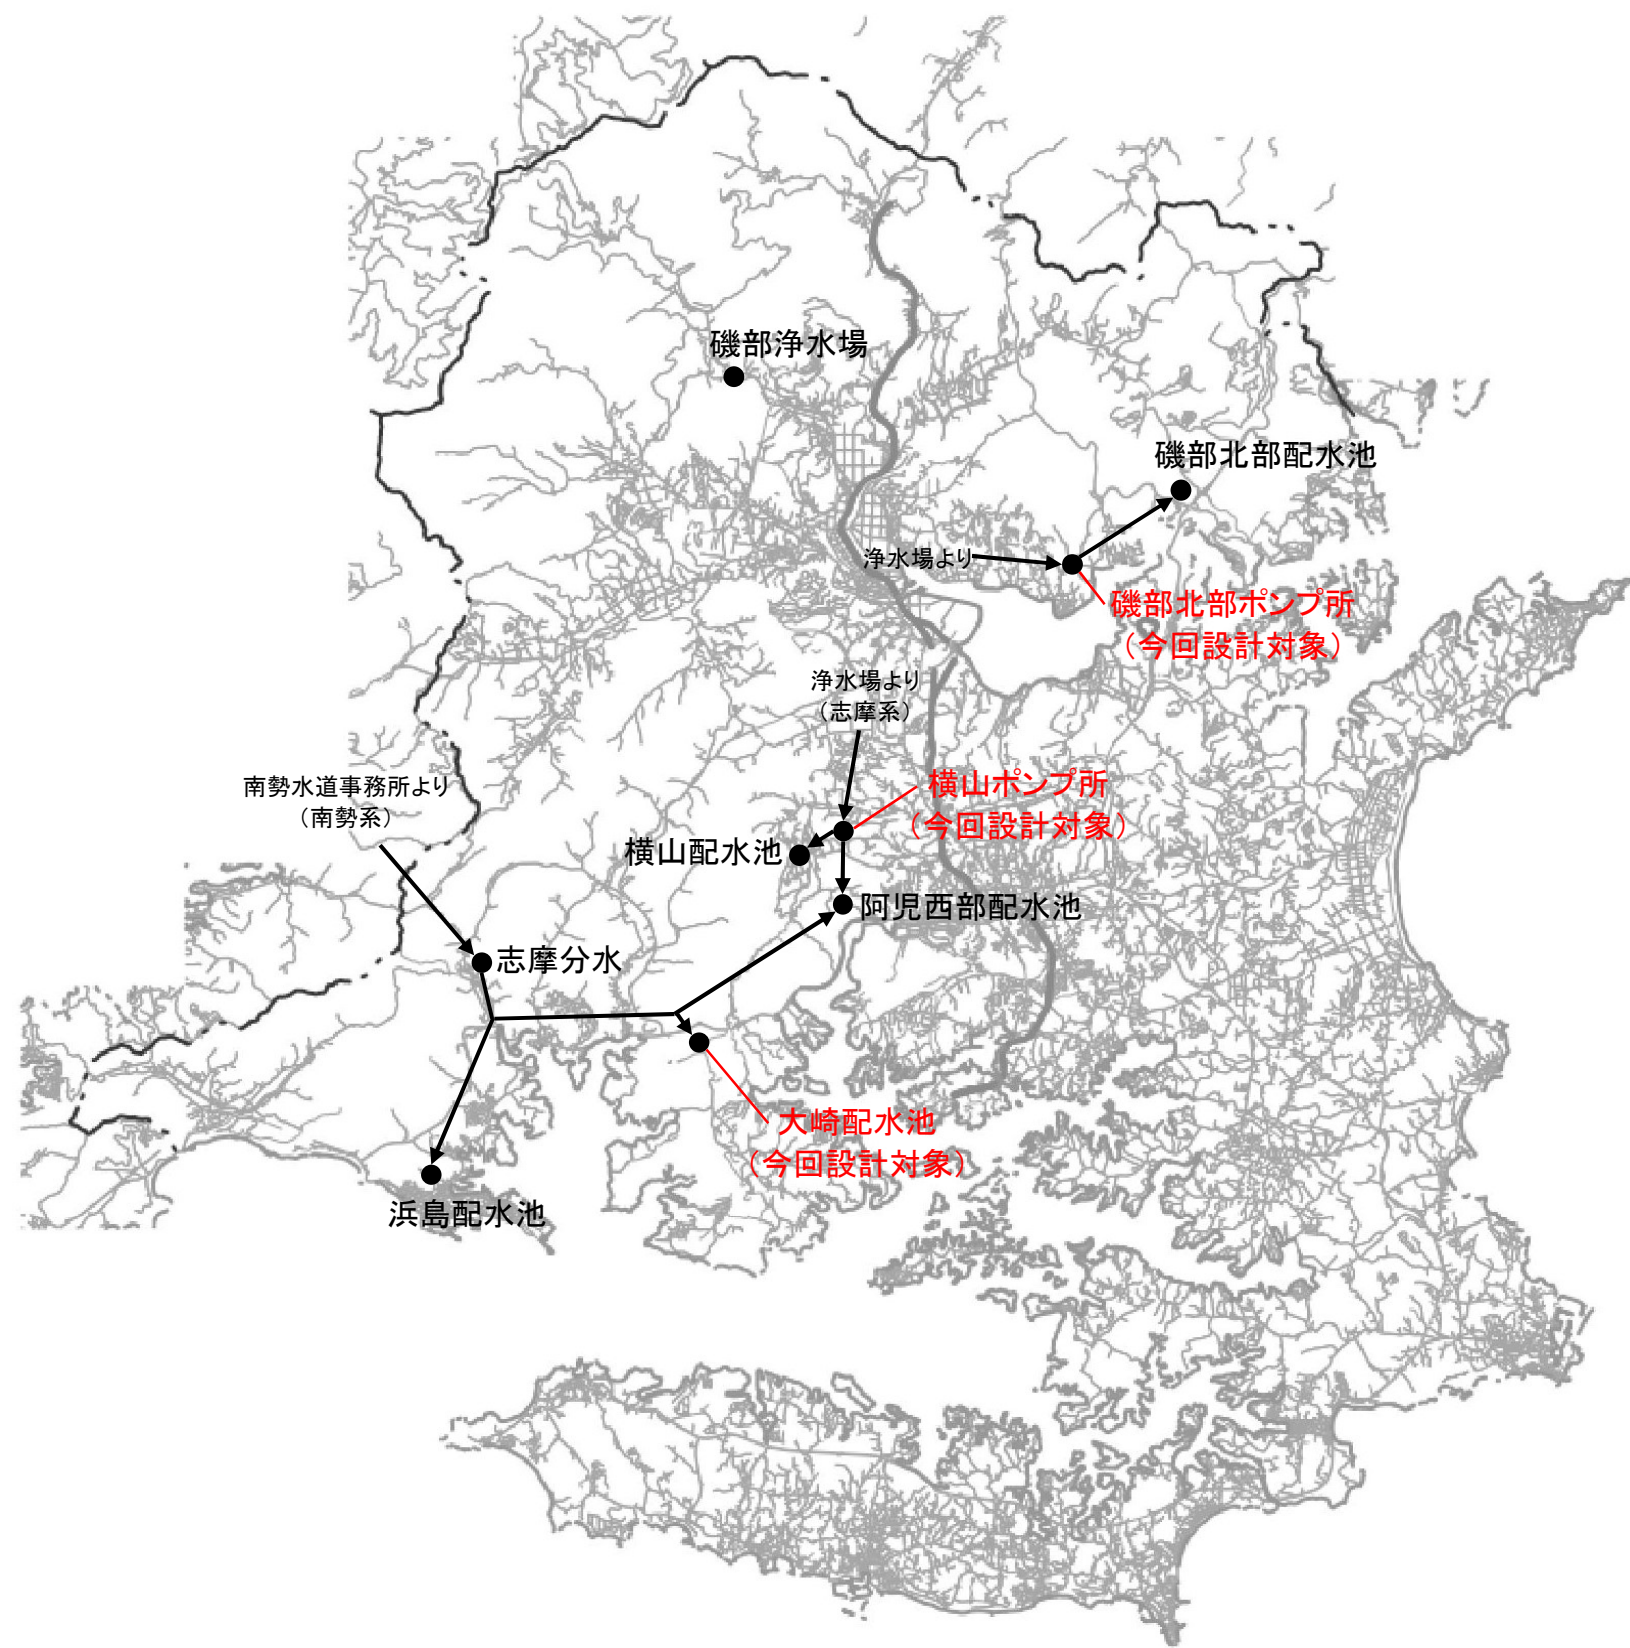 磯部浄水場
磯部北部配水池
浄水場より
磯部北部ポンプ所
（今回設計対象）
浄水場より
（志摩系）
南勢水道事務所より
（南勢系）
横山ポンプ所
（今回設計対象）
横山配水池
阿児西部配水池
志摩分水
大崎配水池
（今回設計対象）
浜島配水池